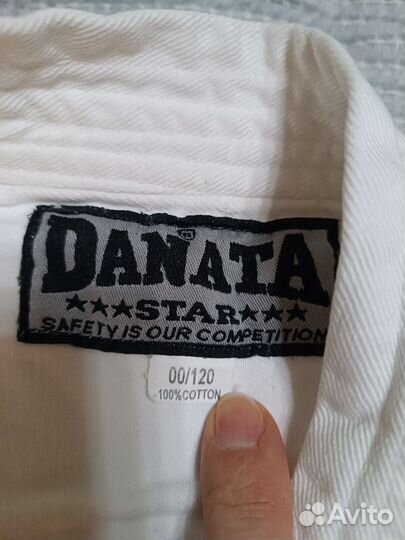 DANATA
★★★STAR★★★
SAFETY IS OUR COMPETITION
00/120
100% COTTON
Avito